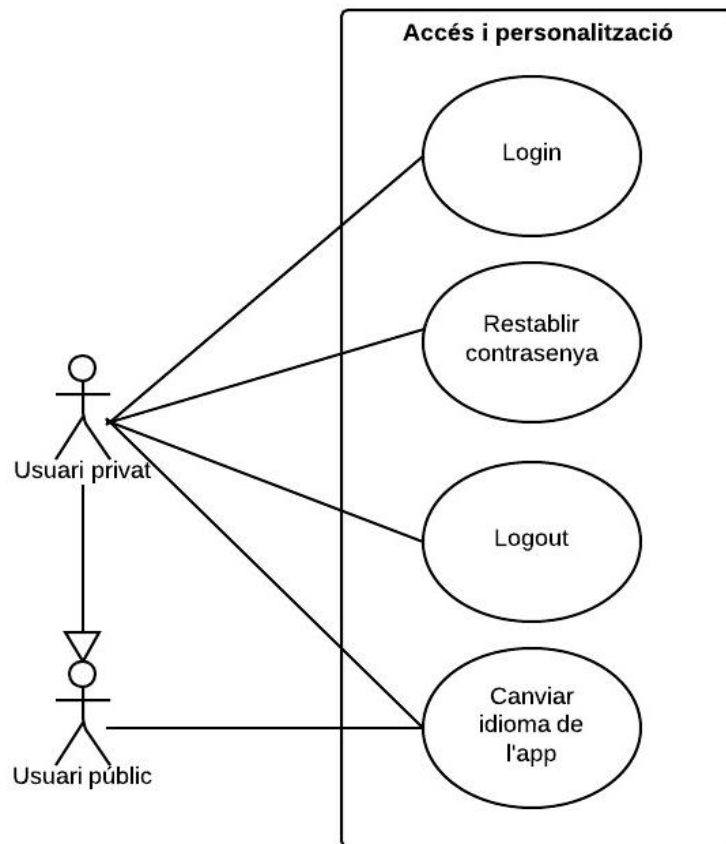 Accés i personalització
Login
Restablir
contrasenya
Usuari privat
Logout
Canviar
idioma de
l'app
Usuari públic